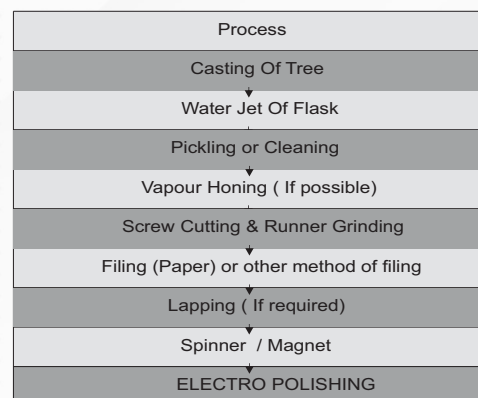 Process
Casting Of Tree
Water Jet Of Flask
Pickling or Cleaning
Vapour Honing ( If possible)
Screw Cutting & Runner Grinding
Filing (Paper) or other method of filing
Lapping ( If required)
Spinner / Magnet
ELECTRO POLISHING